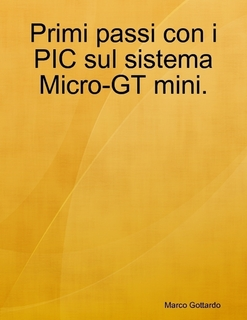 Primi passi con i
PIC sul sistema
Micro-GT mini.
Marco Gottardo